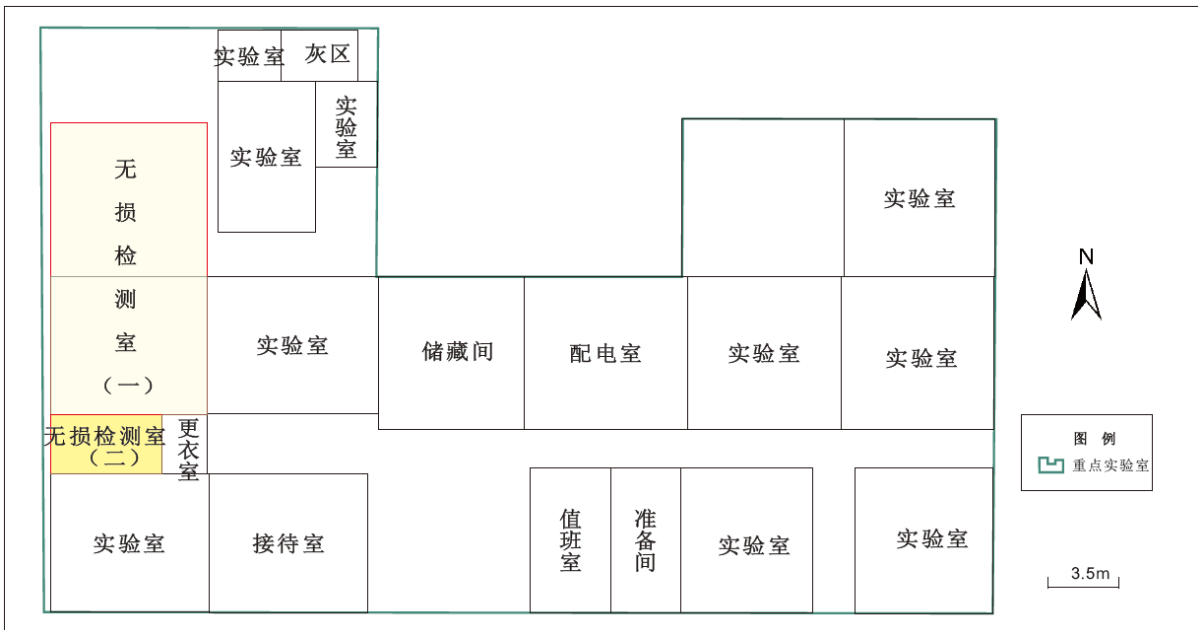 实验室
灰区
实验室
实验室
无损检测室
（一）
实验室
N
实验室
储藏间
配电室
实验室
实验室
无损检测室
（二）
更衣室
图 例
重点实验室
实验室
接待室
值班室
准备间
实验室
实验室
3.5m